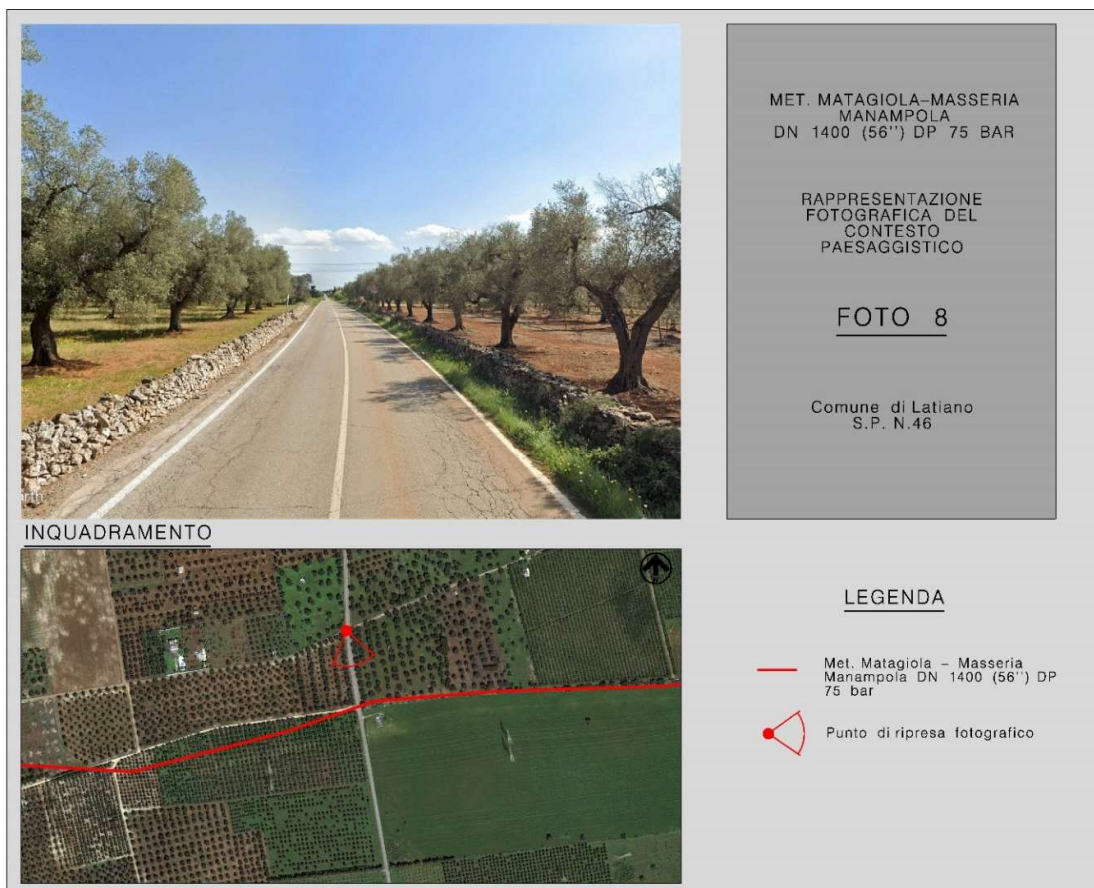 MET. MATAGIOLA-MASSERIA
MANAMPOLA
DN 1400 (56'') DP 75 BAR
RAPPRESENTAZIONE
FOTOGRAFICA DEL
CONTESTO
PAESAGGISTICO
FOTO 8
Comune di Latiano
S.P. N.46
INQUADRAMENTO
LEGENDA
Met. Matagiola - Masseria
Manampola DN 1400 (56'') DP
75 bar
Punto di ripresa fotografico